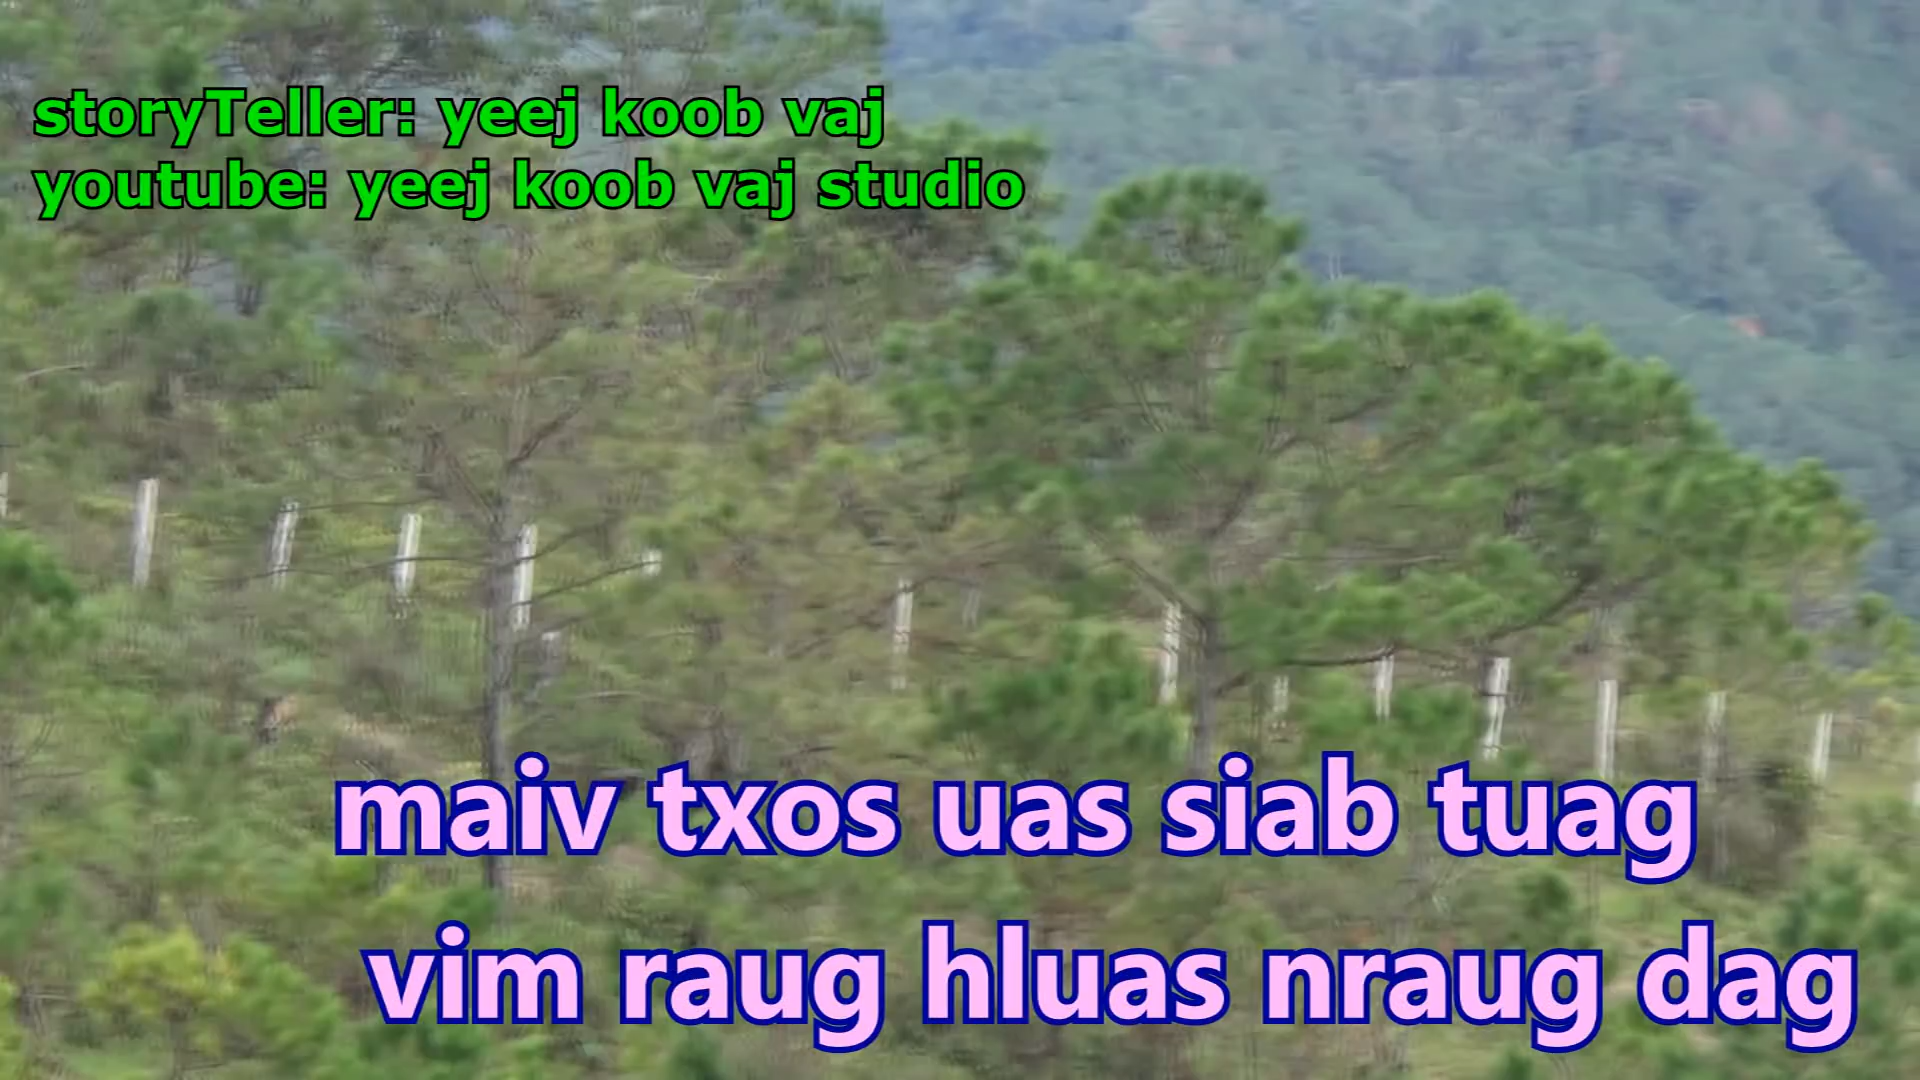 storyTeller: yeej koob vaj
youtube: yeej koob vaj studio
maiv txos uas siab tuag
vim raug hluas nraug dag